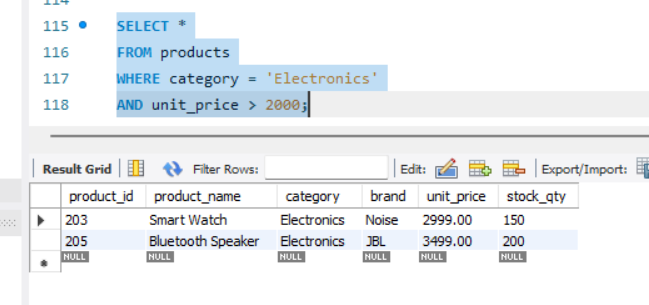 114
115 SELECT *
116 FROM products
117 WHERE category = 'Electronics'
118 AND unit_price > 2000;
Result Grid Filter Rows: Edit: Export/Import:
product_id product_name category brand unit_price stock_qty
203 Smart Watch Electronics Noise 2999.00 150
205 Bluetooth Speaker Electronics JBL 3499.00 200
NULL NULL NULL NULL NULL NULL